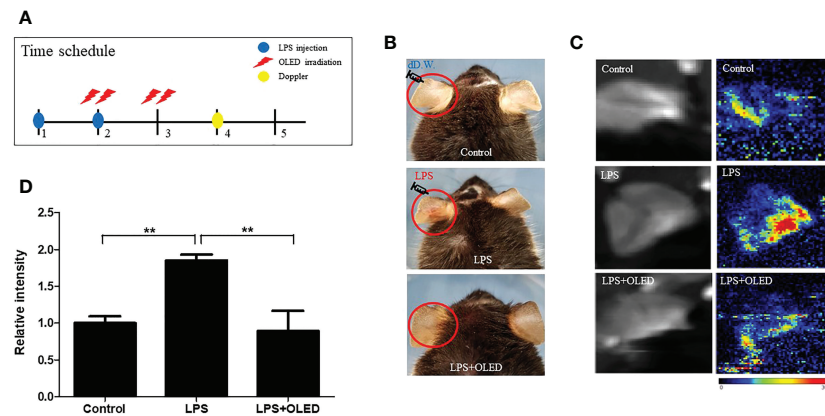 A
Time schedule
LPS injection
OLED irradiation
Doppler
1 2 3 4 5
B
dD.W.
Control
LPS
LPS
LPS+OLED
C
Control
Control
LPS
LPS
LPS+OLED
LPS+OLED
0 3
D
Relative intensity
2.5
2.0
1.5
1.0
0.5
0.0
** **
Control LPS LPS+OLED